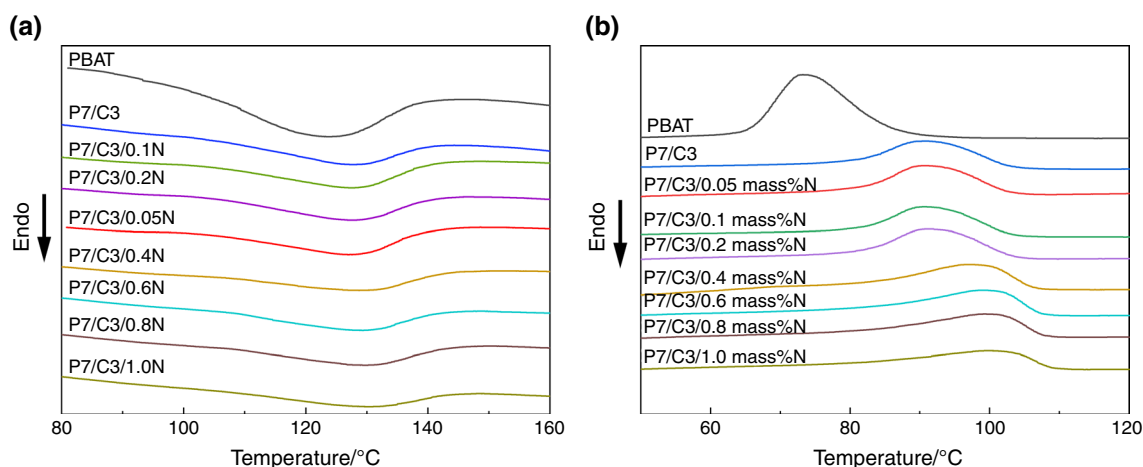 (a)
PBAT
P7/C3
P7/C3/0.1N
P7/C3/0.2N
P7/C3/0.05N
P7/C3/0.4N
P7/C3/0.6N
P7/C3/0.8N
P7/C3/1.0N
Endo
80 100 120 140 160
Temperature/°C
(b)
PBAT
P7/C3
P7/C3/0.05 mass%N
P7/C3/0.1 mass%N
P7/C3/0.2 mass%N
P7/C3/0.4 mass%N
P7/C3/0.6 mass%N
P7/C3/0.8 mass%N
P7/C3/1.0 mass%N
Endo
60 80 100 120
Temperature/°C